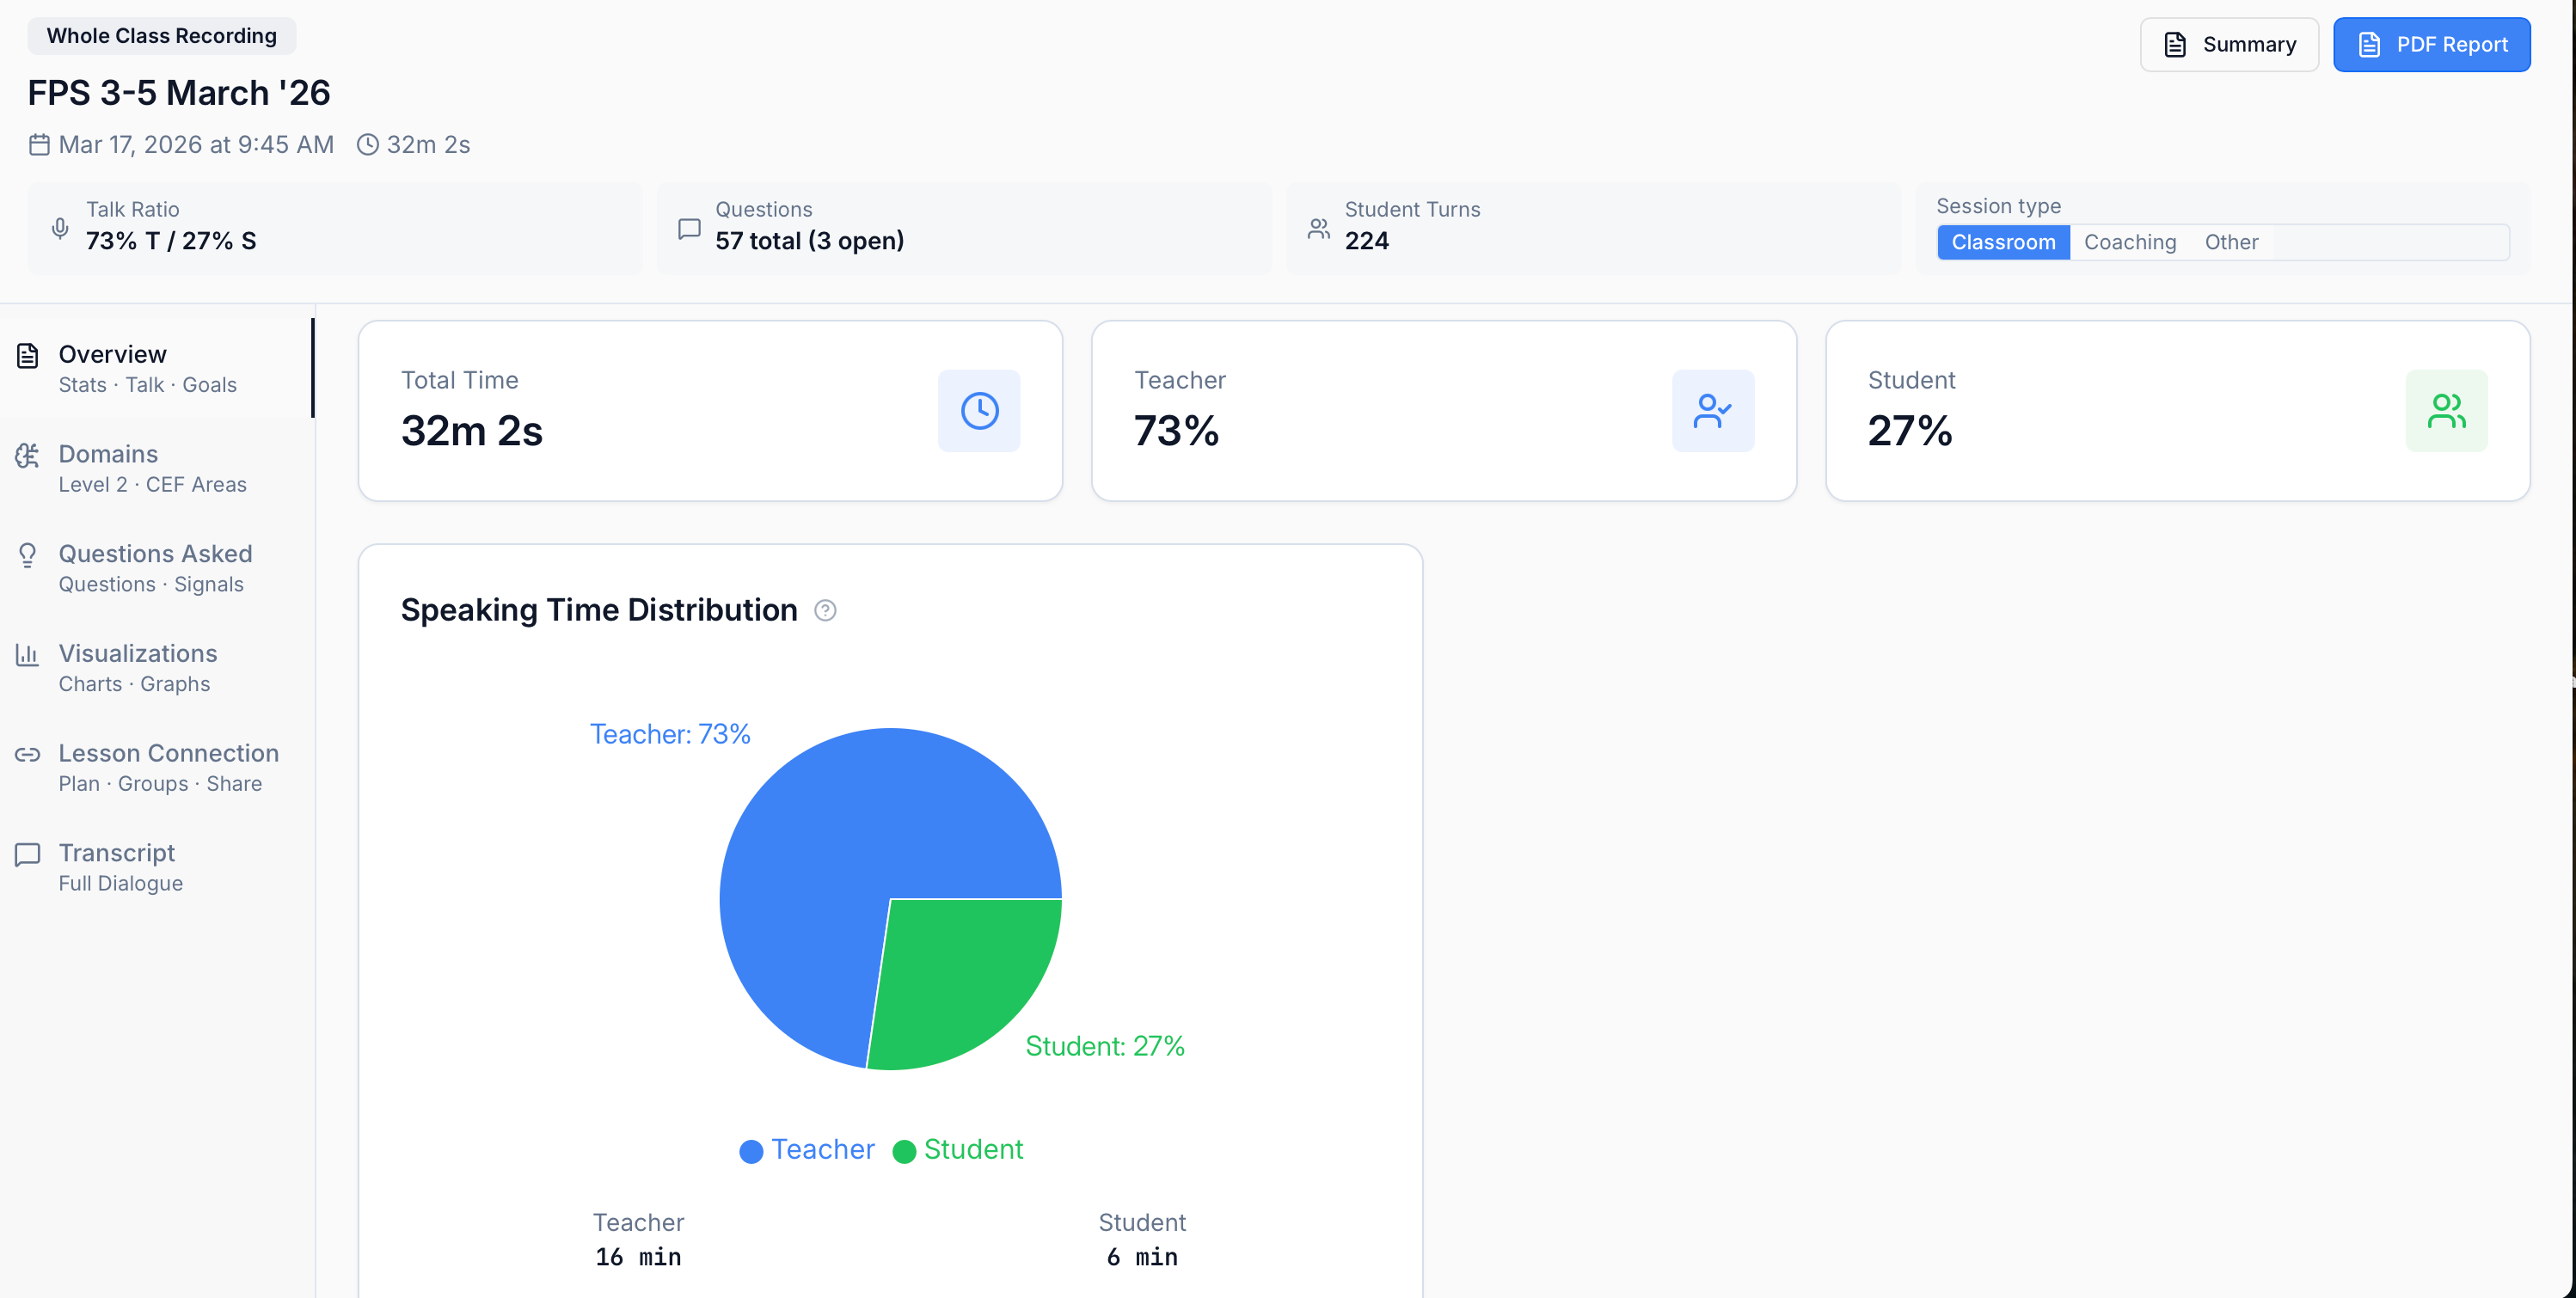 Whole Class Recording
Summary
PDF Report
FPS 3-5 March '26
Mar 17, 2026 at 9:45 AM 32m 2s
Talk Ratio
73% T / 27% S
Questions
57 total (3 open)
Student Turns
224
Session type
Classroom Coaching Other
Overview
Stats · Talk · Goals
Domains
Level 2 · CEF Areas
Questions Asked
Questions · Signals
Visualizations
Charts · Graphs
Lesson Connection
Plan · Groups · Share
Transcript
Full Dialogue
Total Time
32m 2s
Teacher
73%
Student
27%
Speaking Time Distribution
Teacher: 73%
Student: 27%
Teacher Student
Teacher
16 min
Student
6 min